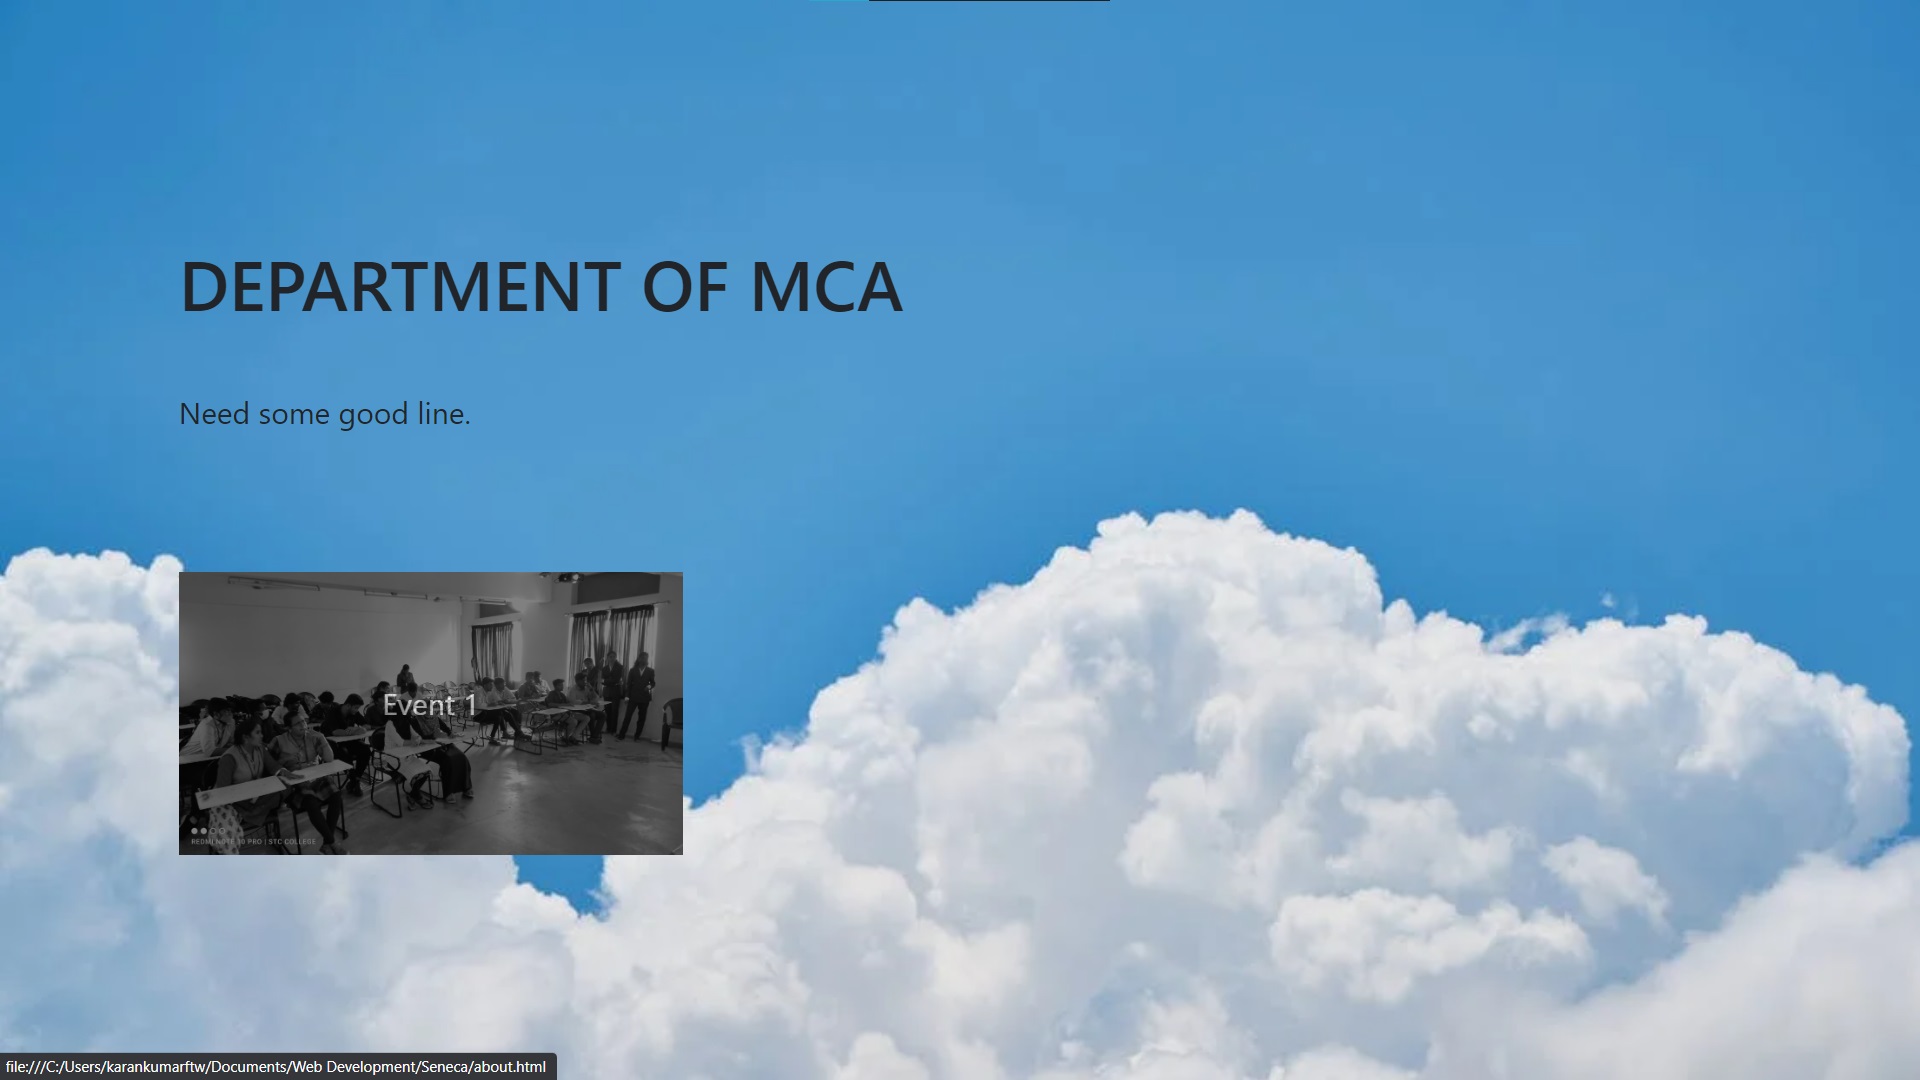 DEPARTMENT OF MCA
Need some good line.
Event 1
REDMI NOTE 10 PRO | STC COLLEGE
file:///C:/Users/karankumarftw/Documents/Web Development/Seneca/about.html